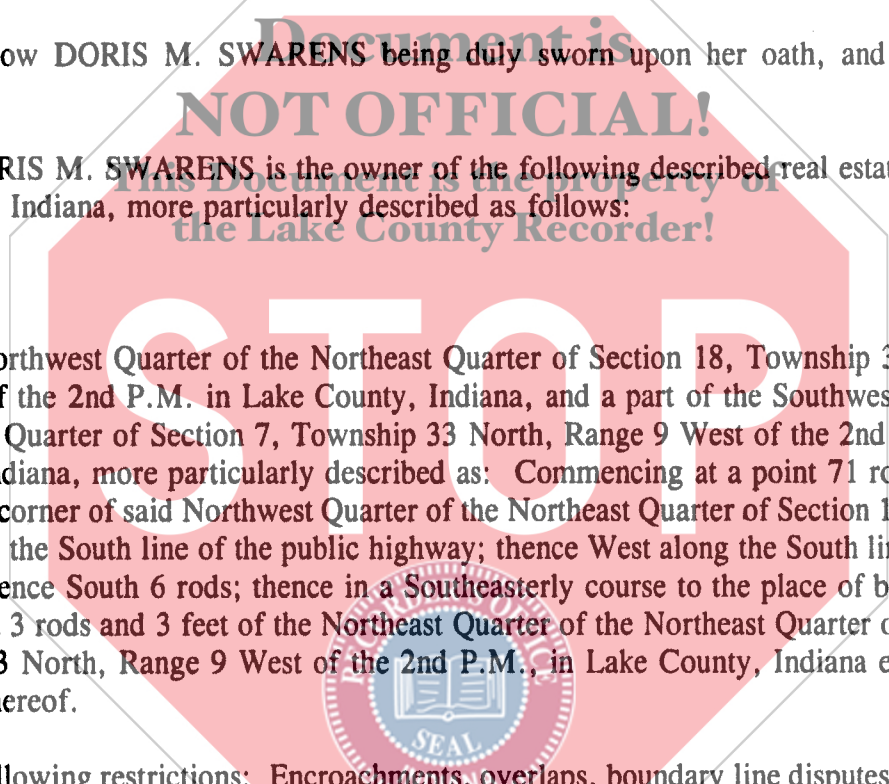 Document is
ow DORIS M. SWARENS being duly sworn upon her oath, and
NOT OFFICIAL!
RIS M. SWARENS is the owner of the following described real estat
This Document is the property of
Indiana, more particularly described as follows:
the Lake County Recorder!
STOP
orthwest Quarter of the Northeast Quarter of Section 18, Township 3
f the 2nd P.M. in Lake County, Indiana, and a part of the Southwes
Quarter of Section 7, Township 33 North, Range 9 West of the 2nd
diana, more particularly described as: Commencing at a point 71 ro
corner of said Northwest Quarter of the Northeast Quarter of Section 1
the South line of the public highway; thence West along the South lin
ence South 6 rods; thence in a Southeasterly course to the place of b
3 rods and 3 feet of the Northeast Quarter of the Northeast Quarter o
3 North, Range 9 West of the 2nd P.M., in Lake County, Indiana e
ereof.
RECORDER'S OFFICE
SEAL
llowing restrictions: Encroachments, overlaps, boundary line disputes